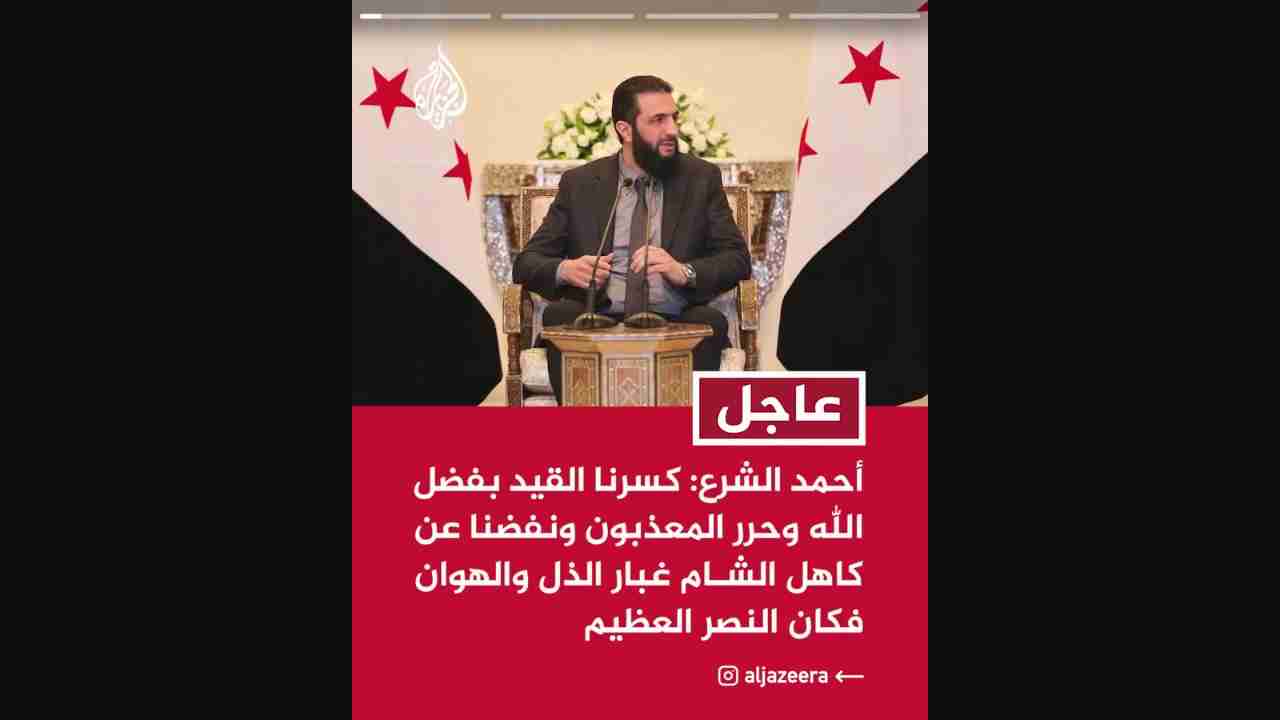 الجزيرة
عاجل
أحمد الشرع: كسرنا القيد بفضل
الله وحرر المعذبون ونفضنا عن
كاهل الشام غبار الذل والهوان
فكان النصر العظيم
aljazeera